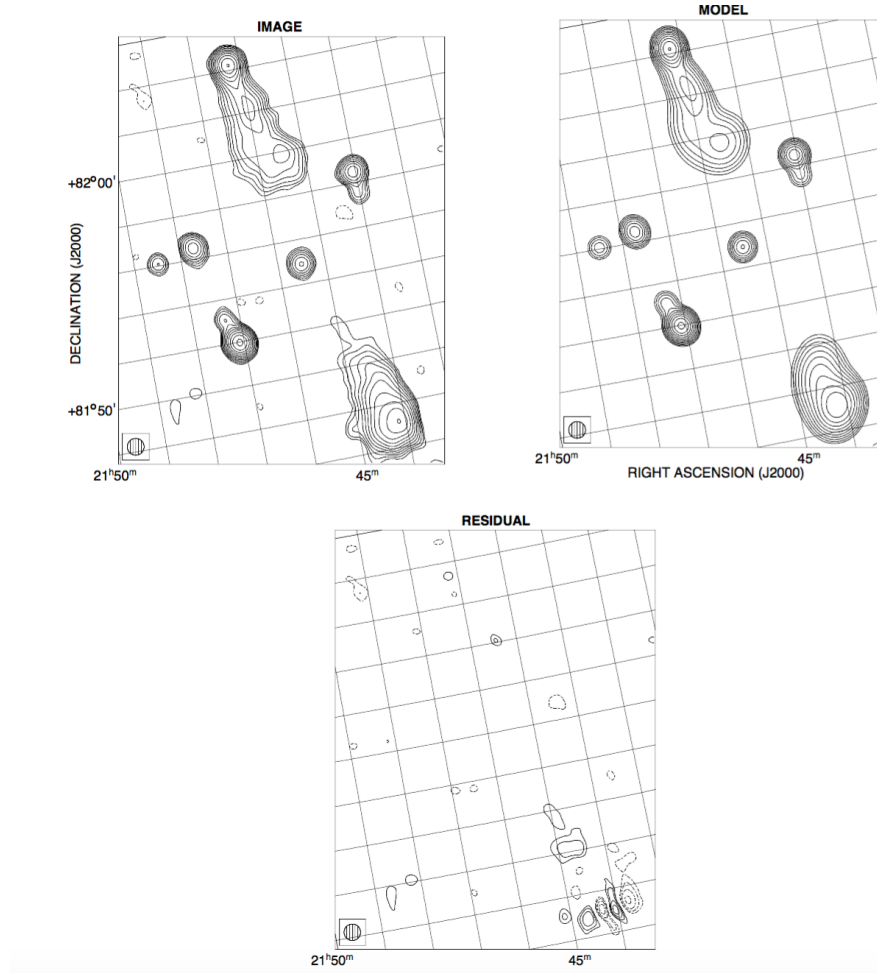 IMAGE
+82°00'
DECLINATION (J2000)
+81°50'
21ʰ50ᵐ
45ᵐ
MODEL
21ʰ50ᵐ
45ᵐ
RIGHT ASCENSION (J2000)
RESIDUAL
21ʰ50ᵐ
45ᵐ